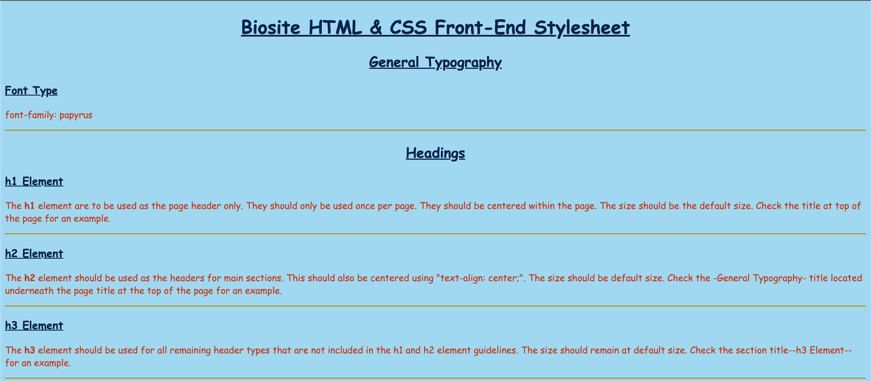 Biosite HTML & CSS Front-End Stylesheet
General Typography
Font Type
font-family: papyrus
Headings
h1 Element
The h1 element are to be used as the page header only. They should only be used once per page. They should be centered within the page. The size should be the default size. Check the title at top of
the page for an example.
h2 Element
The h2 element should be used as the headers for main sections. This should also be centered using "text-align: center;". The size should be default size. Check the -General Typography- title located
underneath the page title at the top of the page for an example.
h3 Element
The h3 element should be used for all remaining header types that are not included in the h1 and h2 element guidelines. The size should remain at default size. Check the section title--h3 Element--
for an example.